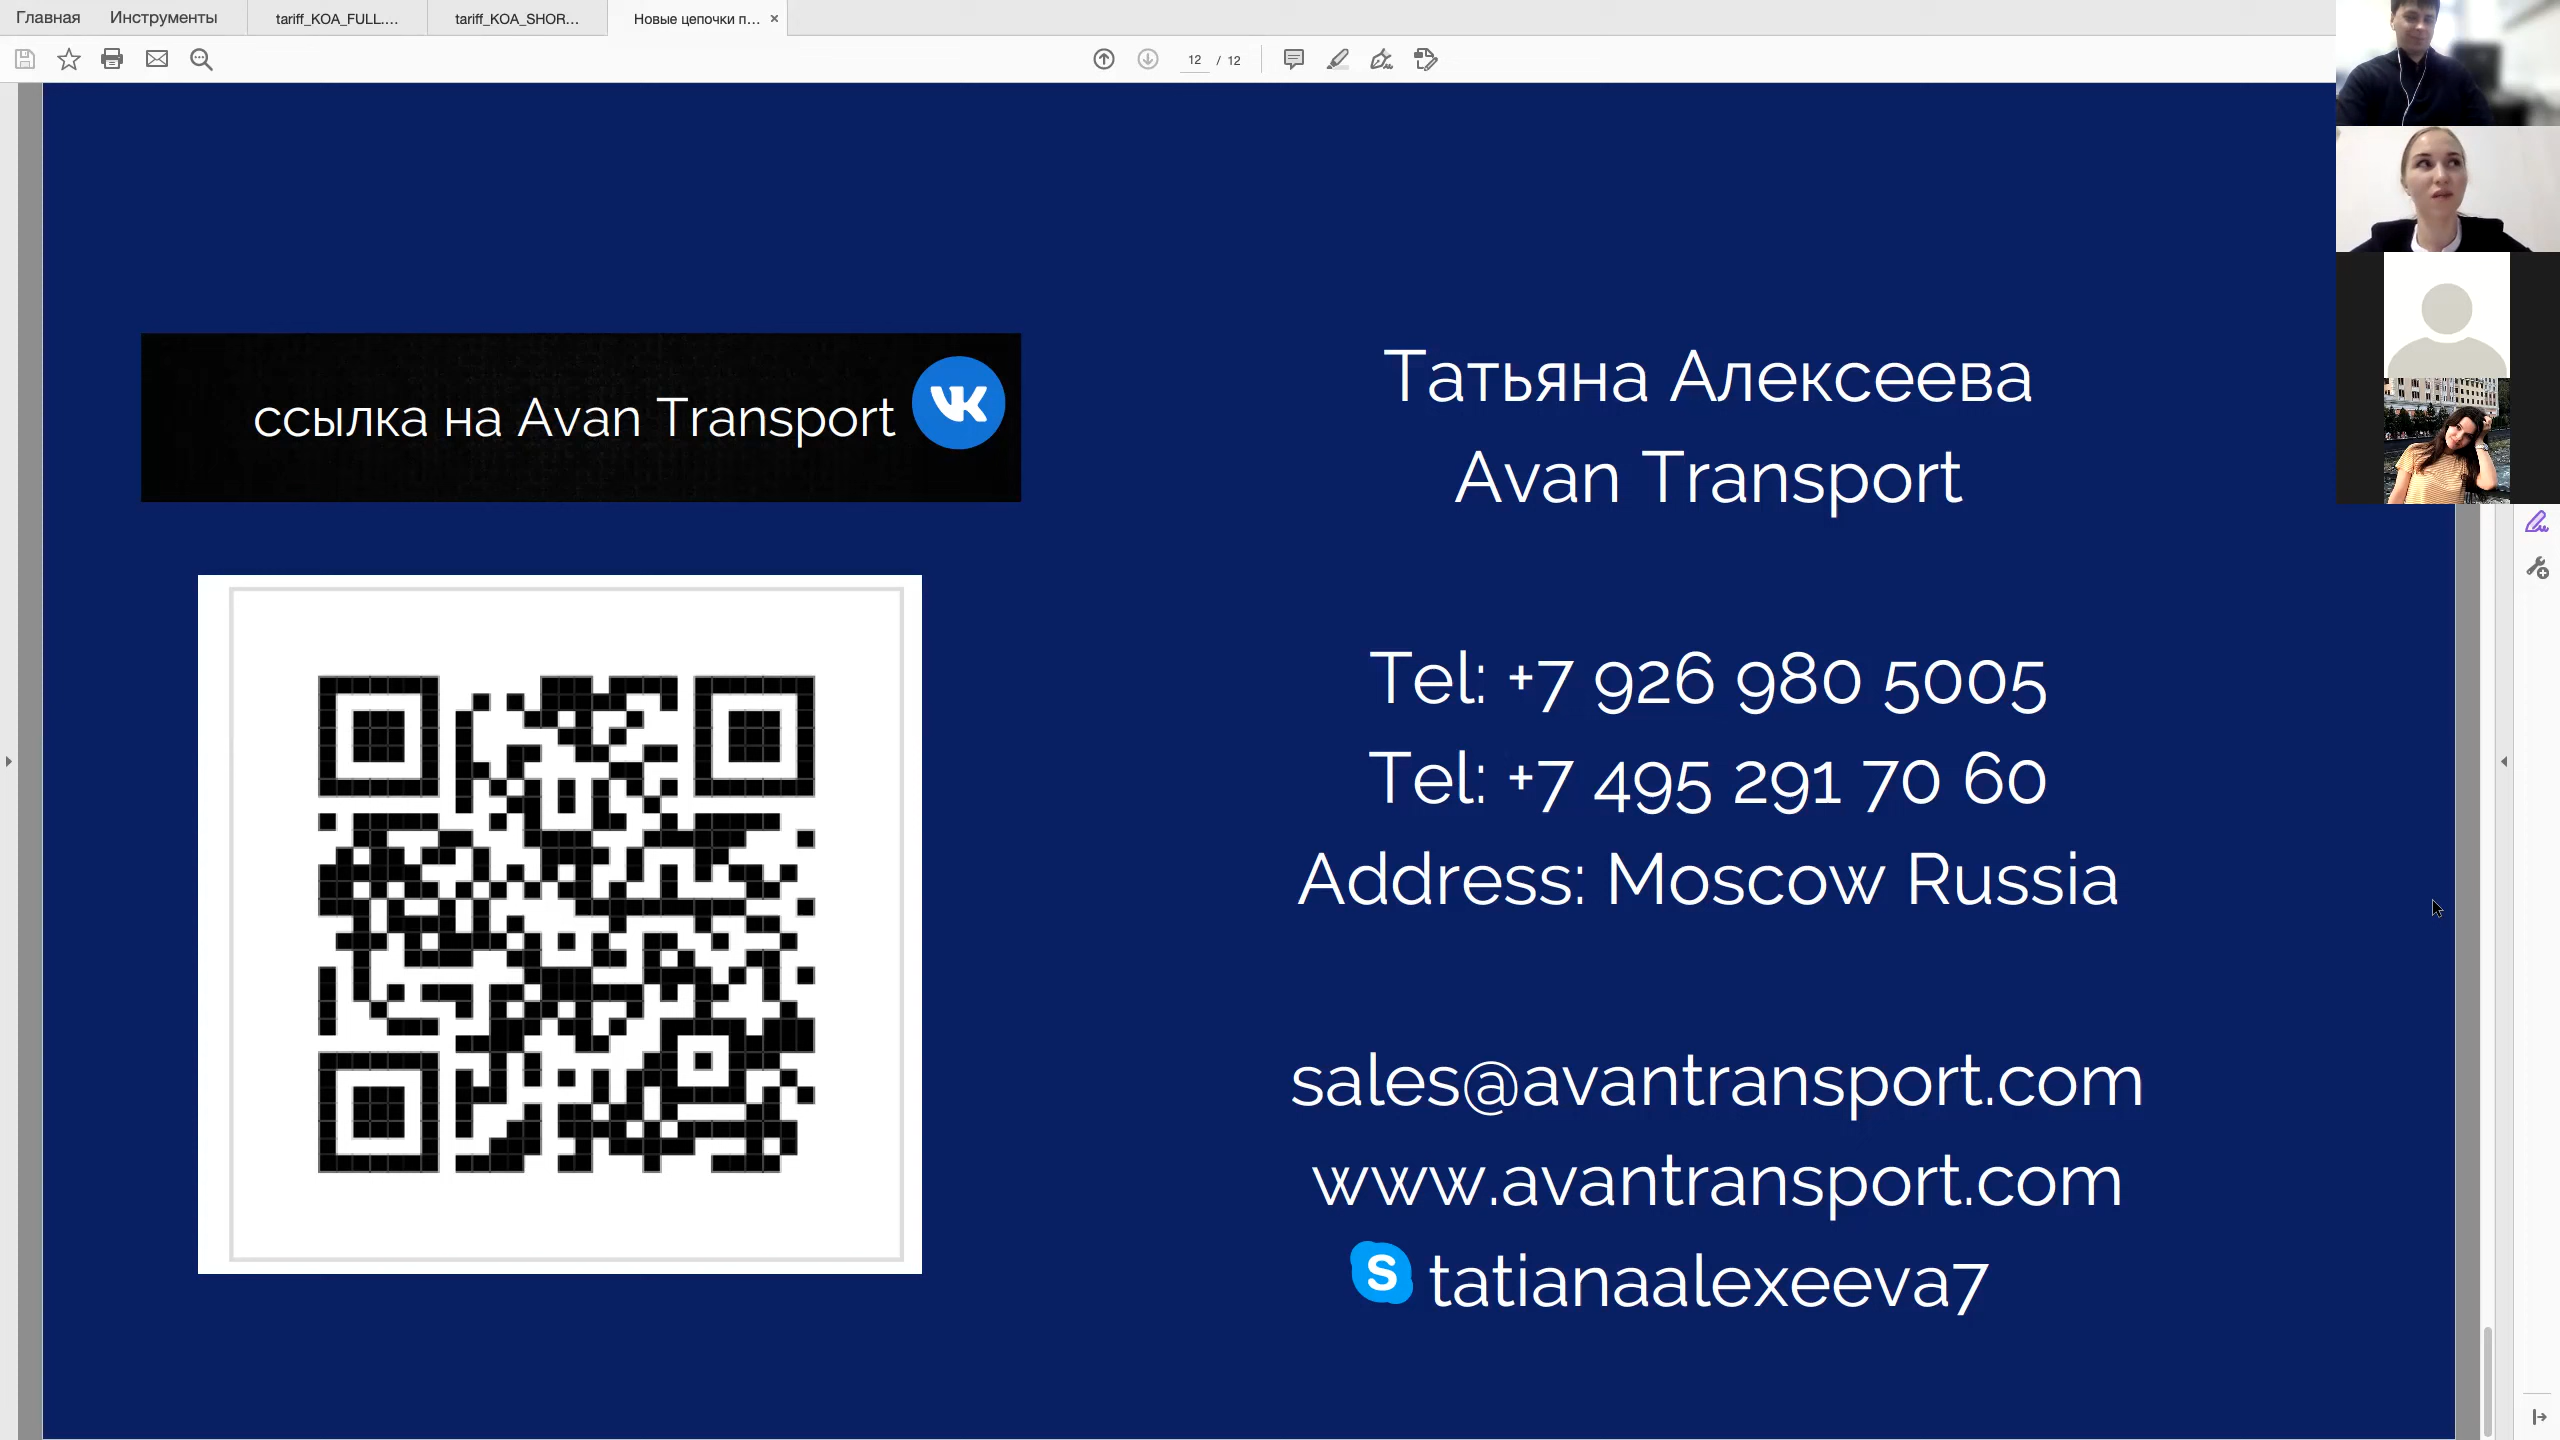 Главная Инструменты tariff_KOA_FULL.... tariff_KOA_SHOR... Новые цепочки п... ×
12 / 12
ссылка на Avan Transport
Татьяна Алексеева
Avan Transport
Tel: +7 926 980 5005
Tel: +7 495 291 70 60
Address: Moscow Russia
sales@avantransport.com
www.avantransport.com
tatianaalexeeva7